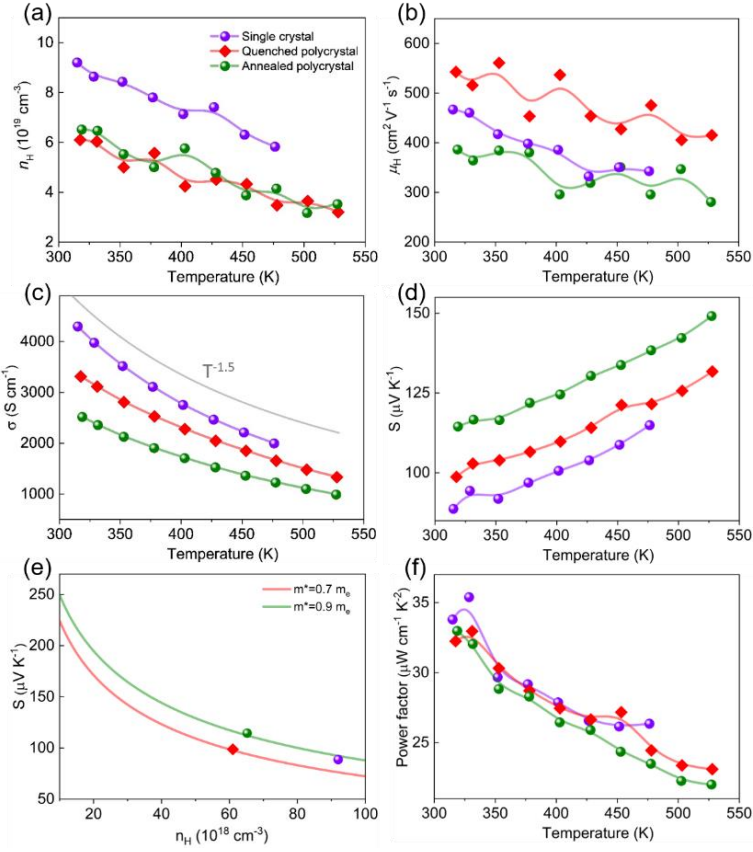 (a)
10
8
6
4
2
300
350
400
450
500
550
n_H (10^19 cm^-3)
Temperature (K)
Single crystal
Quenched polycrystal
Annealed polycrystal
(b)
600
500
400
300
200
300
350
400
450
500
550
μ_H (cm^2 V^-1 s^-1)
Temperature (K)
(c)
4000
3000
2000
1000
300
350
400
450
500
550
σ (S cm^-1)
Temperature (K)
T^-1.5
(d)
150
125
100
300
350
400
450
500
550
S (μV K^-1)
Temperature (K)
(e)
250
200
150
100
50
20
40
60
80
100
S (μV K^-1)
n_H (10^18 cm^-3)
m*=0.7 m_e
m*=0.9 m_e
(f)
35
30
25
300
350
400
450
500
550
Power factor (μW cm^-1 K^-2)
Temperature (K)